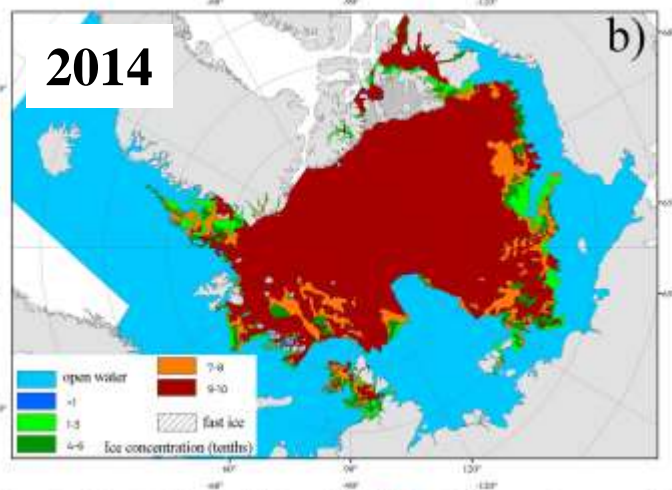 2014
b)
open water
<1
1-3
4-6
7-8
9-10
fast ice
Ice concentration (tenths)
60°
90°
120°
-120°